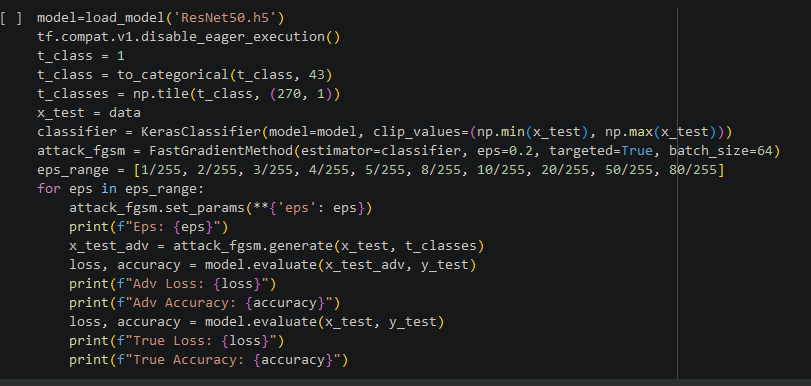 [ ] model=load_model('ResNet50.h5')
tf.compat.v1.disable_eager_execution()
t_class = 1
t_class = to_categorical(t_class, 43)
t_classes = np.tile(t_class, (270, 1))
x_test = data
classifier = KerasClassifier(model=model, clip_values=(np.min(x_test), np.max(x_test)))
attack_fgsm = FastGradientMethod(estimator=classifier, eps=0.2, targeted=True, batch_size=64)
eps_range = [1/255, 2/255, 3/255, 4/255, 5/255, 8/255, 10/255, 20/255, 50/255, 80/255]
for eps in eps_range:
    attack_fgsm.set_params(**{'eps': eps})
    print(f"Eps: {eps}")
    x_test_adv = attack_fgsm.generate(x_test, t_classes)
    loss, accuracy = model.evaluate(x_test_adv, y_test)
    print(f"Adv Loss: {loss}")
    print(f"Adv Accuracy: {accuracy}")
    loss, accuracy = model.evaluate(x_test, y_test)
    print(f"True Loss: {loss}")
    print(f"True Accuracy: {accuracy}")